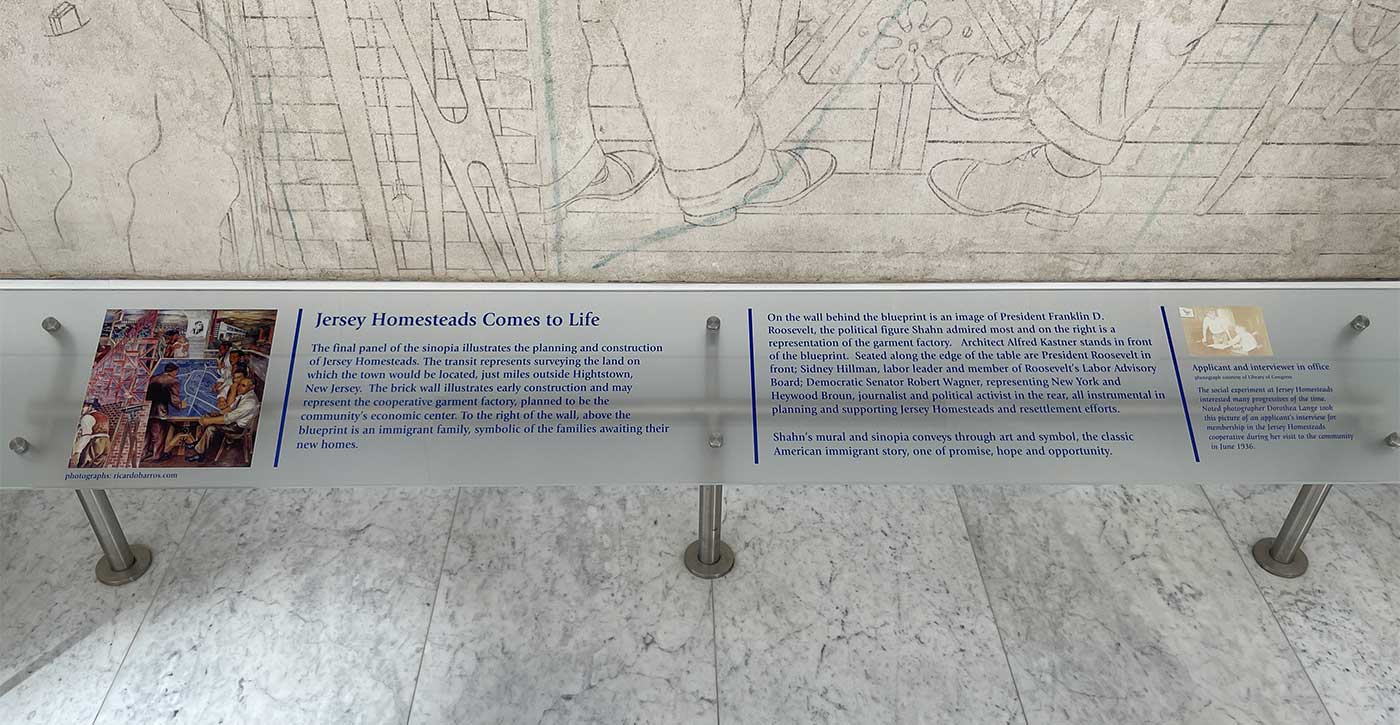 Jersey Homesteads Comes to Life
The final panel of the sinopia illustrates the planning and construction
of Jersey Homesteads. The transit represents surveying the land on
which the town would be located, just miles outside Hightstown,
New Jersey. The brick wall illustrates early construction and may
represent the cooperative garment factory, planned to be the
community's economic center. To the right of the wall, above the
blueprint is an immigrant family, symbolic of the families awaiting their
new homes.
photographs: ricardobarros.com
On the wall behind the blueprint is an image of President Franklin D.
Roosevelt, the political figure Shahn admired most and on the right is a
representation of the garment factory. Architect Alfred Kastner stands in front
of the blueprint. Seated along the edge of the table are President Roosevelt in
front; Sidney Hillman, labor leader and member of Roosevelt's Labor Advisory
Board; Democratic Senator Robert Wagner, representing New York and
Heywood Broun, journalist and political activist in the rear, all instrumental in
planning and supporting Jersey Homesteads and resettlement efforts.
Shahn's mural and sinopia conveys through art and symbol, the classic
American immigrant story, one of promise, hope and opportunity.
Applicant and interviewer in office
photograph courtesy of Library of Congress
The social experiment at Jersey Homesteads
interested many progressives of the time.
Noted photographer Dorothea Lange took
this picture of an applicant's interview for
membership in the Jersey Homesteads
cooperative during her visit to the community
in June 1936.